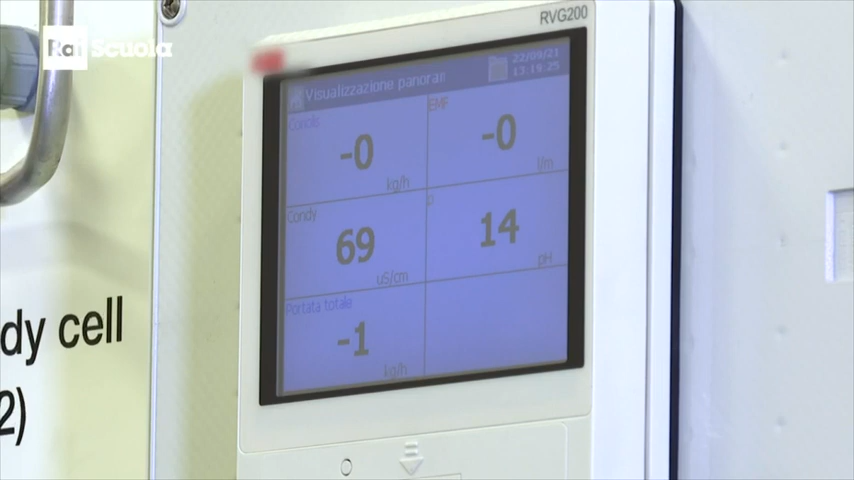 Rai Scuola
RVG200
Visualizzazione panorar
22/09/21
13:19:25
EMF
-0
kg/h
-0
l/m
Condy
69
uS/cm
14
pH
Portata totale
-1
kg/h
dy cell
2)